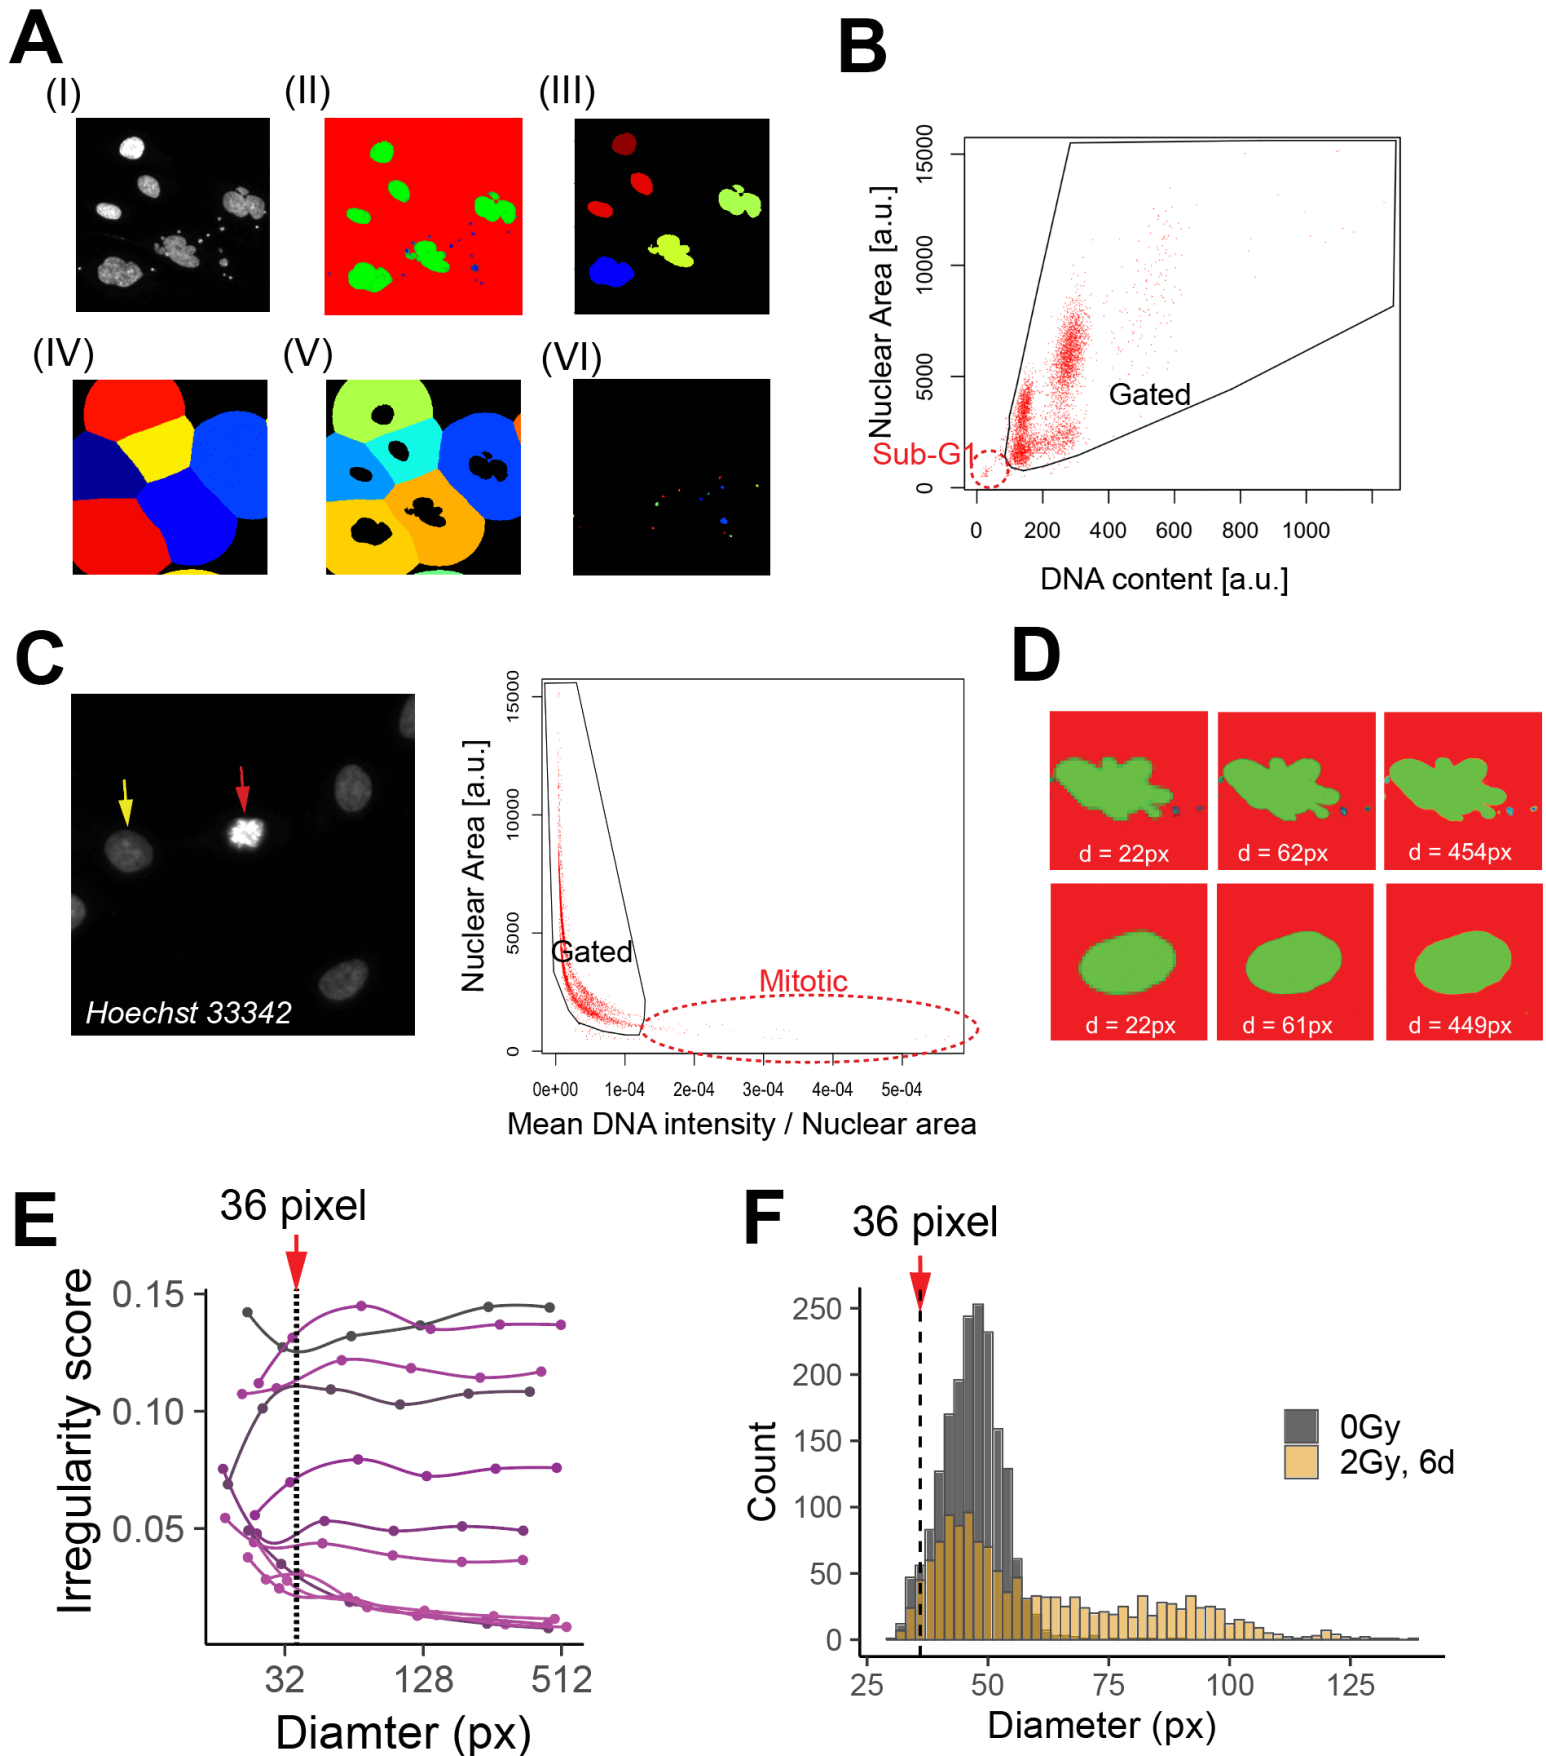 A
(I)
(II)
(III)
(IV)
(V)
(VI)
B
Nuclear Area [a.u.]
15000
10000
5000
0
Gated
Sub-G1
0 200 400 600 800 1000
DNA content [a.u.]
C
Hoechst 33342
Nuclear Area [a.u.]
15000
10000
5000
0
Gated
Mitotic
0e+00 1e-04 2e-04 3e-04 4e-04 5e-04
Mean DNA intensity / Nuclear area
D
d = 22px
d = 62px
d = 454px
d = 22px
d = 61px
d = 449px
E
36 pixel
Irregularity score
0.15
0.10
0.05
32 128 512
Diamter (px)
F
36 pixel
Count
250
200
150
100
50
0
0Gy
2Gy, 6d
25 50 75 100 125
Diameter (px)